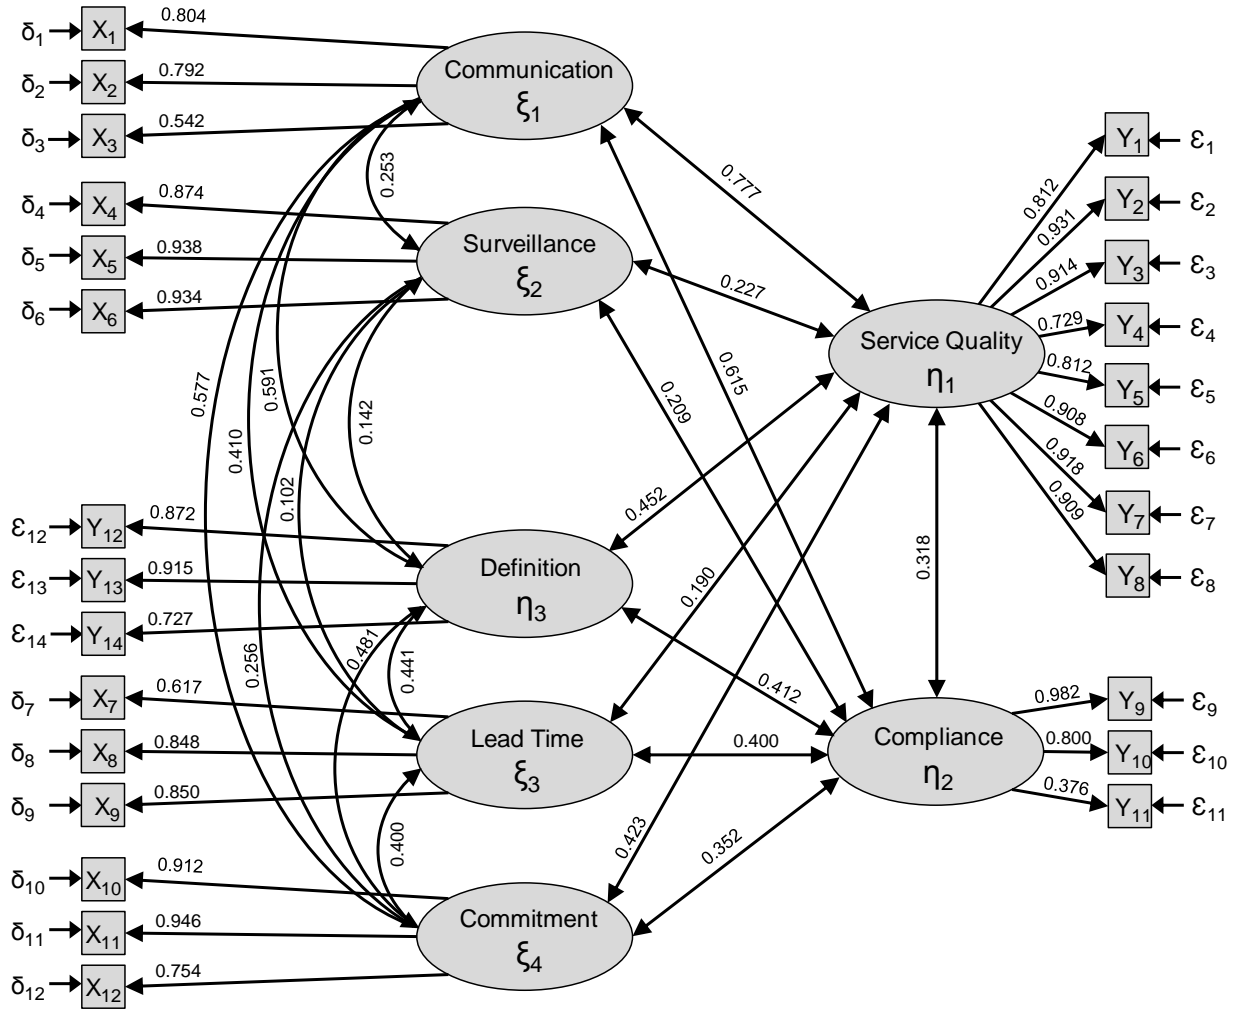 δ1 X1 0.804
δ2 X2 0.792
δ3 X3 0.542
Communication
ξ1
δ4 X4 0.874
δ5 X5 0.938
δ6 X6 0.934
Surveillance
ξ2
ε12 Y12 0.872
ε13 Y13 0.915
ε14 Y14 0.727
Definition
η3
δ7 X7 0.617
δ8 X8 0.848
δ9 X9 0.850
Lead Time
ξ3
δ10 X10 0.912
δ11 X11 0.946
δ12 X12 0.754
Commitment
ξ4
0.253
0.577
0.410
0.591
0.142
0.102
0.256
0.481
0.441
0.400
0.777
0.227
0.615
0.209
0.452
0.190
0.423
0.318
0.412
0.400
0.352
Service Quality
η1
0.812 Y1 ε1
0.931 Y2 ε2
0.914 Y3 ε3
0.729 Y4 ε4
0.812 Y5 ε5
0.908 Y6 ε6
0.918 Y7 ε7
0.909 Y8 ε8
Compliance
η2
0.982 Y9 ε9
0.800 Y10 ε10
0.376 Y11 ε11